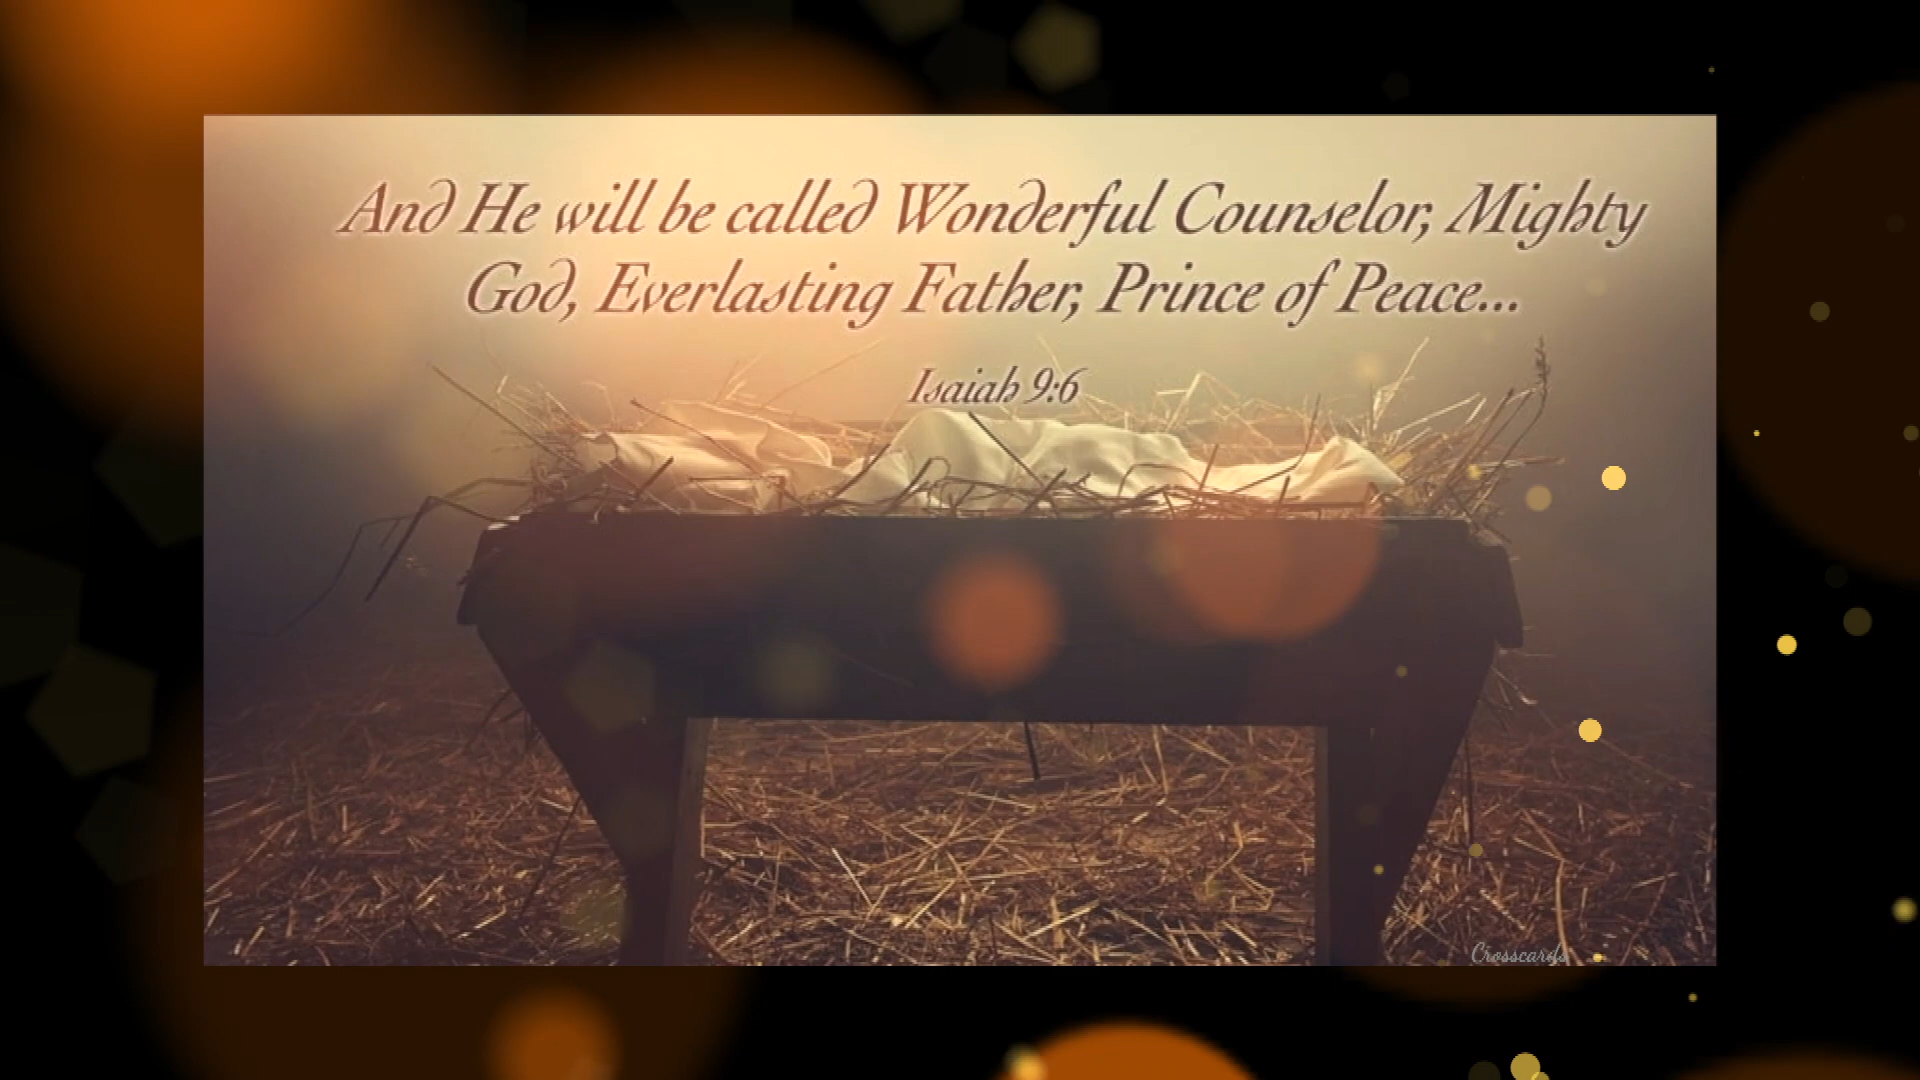 And He will be called Wonderful Counselor, Mighty
God, Everlasting Father, Prince of Peace...
Isaiah 9:6
Crosscards